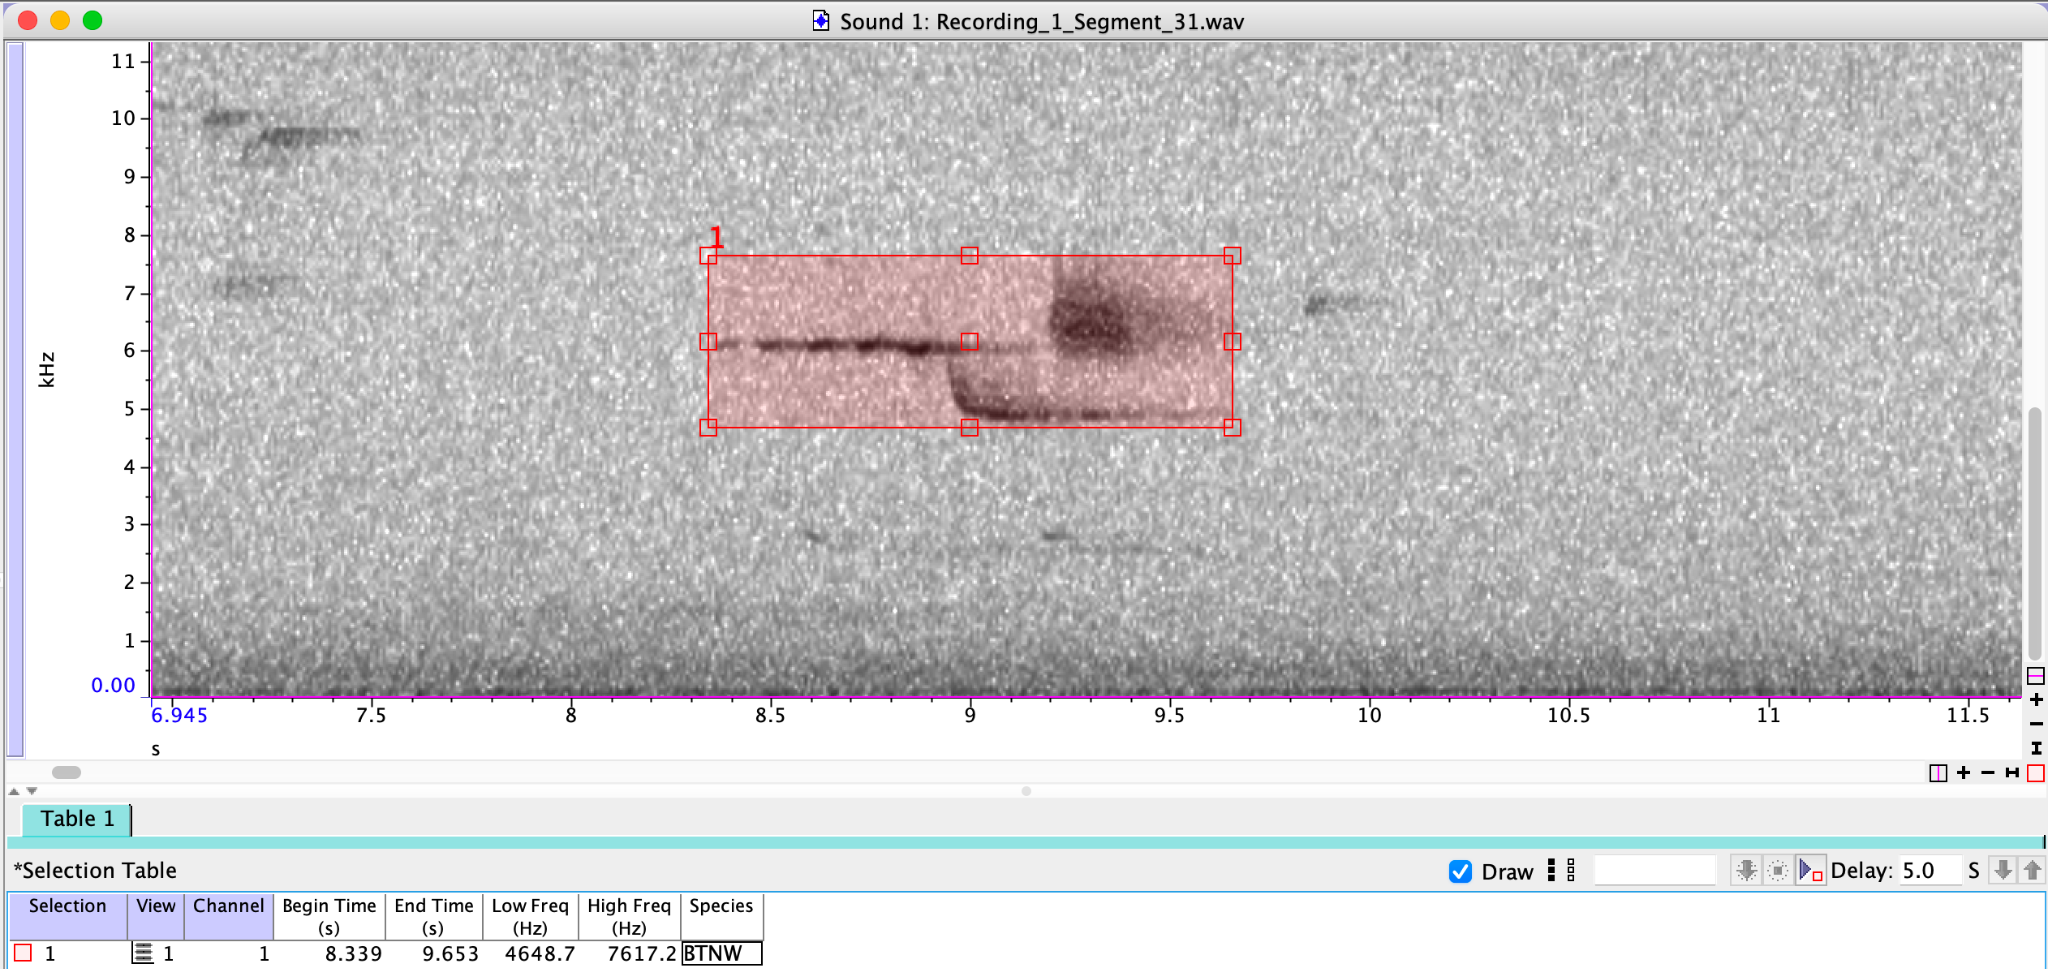 Sound 1: Recording_1_Segment_31.wav
11
10
9
8
7
6
5
4
3
2
1
0.00
kHz
1
6.945 7.5 8 8.5 9 9.5 10 10.5 11 11.5
s
Table 1
*Selection Table Draw Delay: 5.0 S
Selection View Channel Begin Time (s) End Time (s) Low Freq (Hz) High Freq (Hz) Species
1 1 1 8.339 9.653 4648.7 7617.2 BTNW